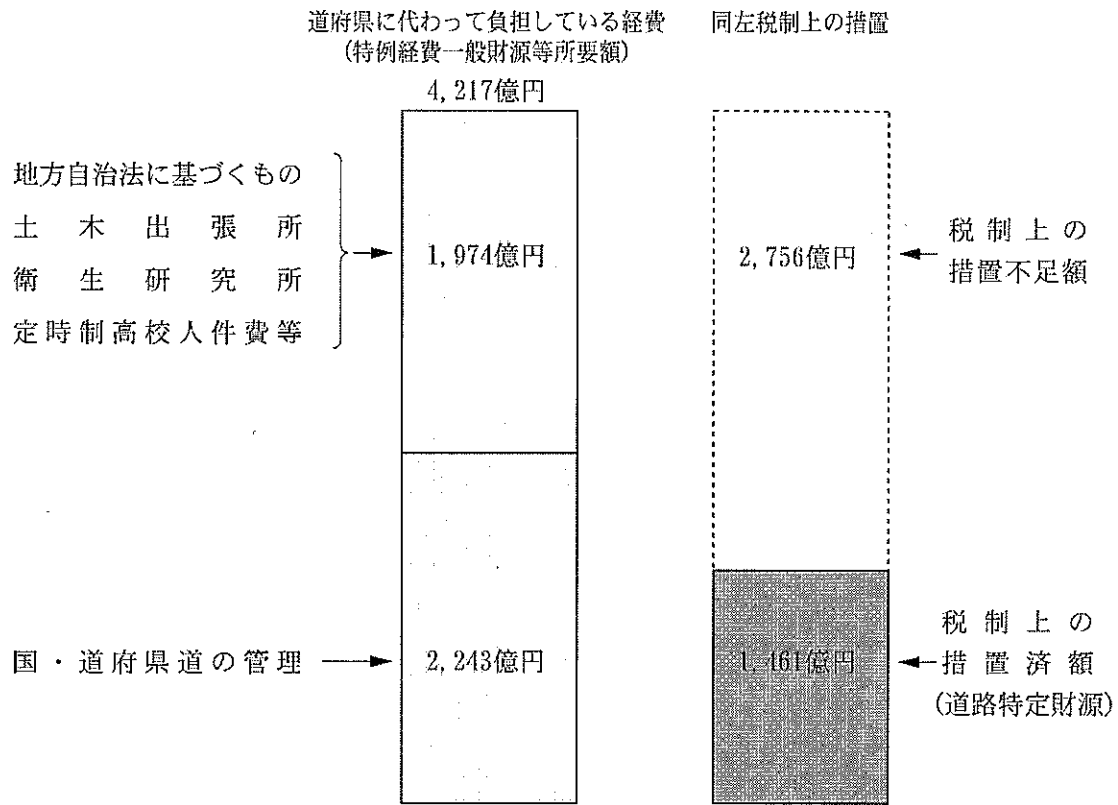 道府県に代わって負担している経費
(特例経費一般財源等所要額)
4,217億円
同左税制上の措置
地方自治法に基づくもの
土木出張所
衛生研究所
定時制高校人件費等
1,974億円
2,756億円
税制上の
措置不足額
国・道府県道の管理
2,243億円
1,461億円
税制上の
措置済額
(道路特定財源)